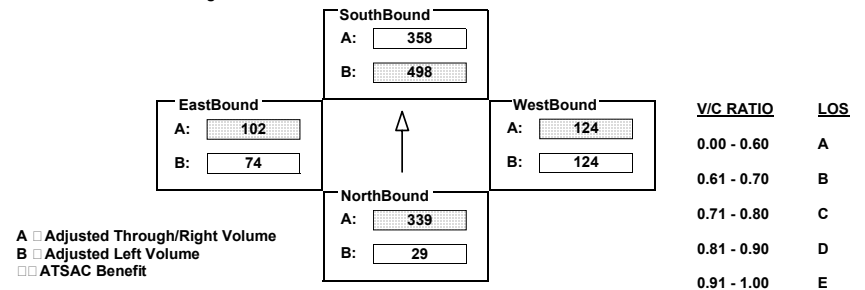 SouthBound
A: 358
B: 498
EastBound
A: 102
B: 74
WestBound
A: 124
B: 124
NorthBound
A: 339
B: 29
A □ Adjusted Through/Right Volume
B □ Adjusted Left Volume
□□ ATSAC Benefit
V/C RATIO LOS
0.00 - 0.60 A
0.61 - 0.70 B
0.71 - 0.80 C
0.81 - 0.90 D
0.91 - 1.00 E